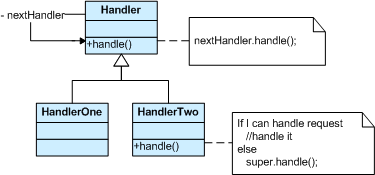 Handler
- nextHandler
+handle()
nextHandler.handle();
HandlerOne
HandlerTwo
+handle()
If I can handle request
//handle it
else
super.handle();